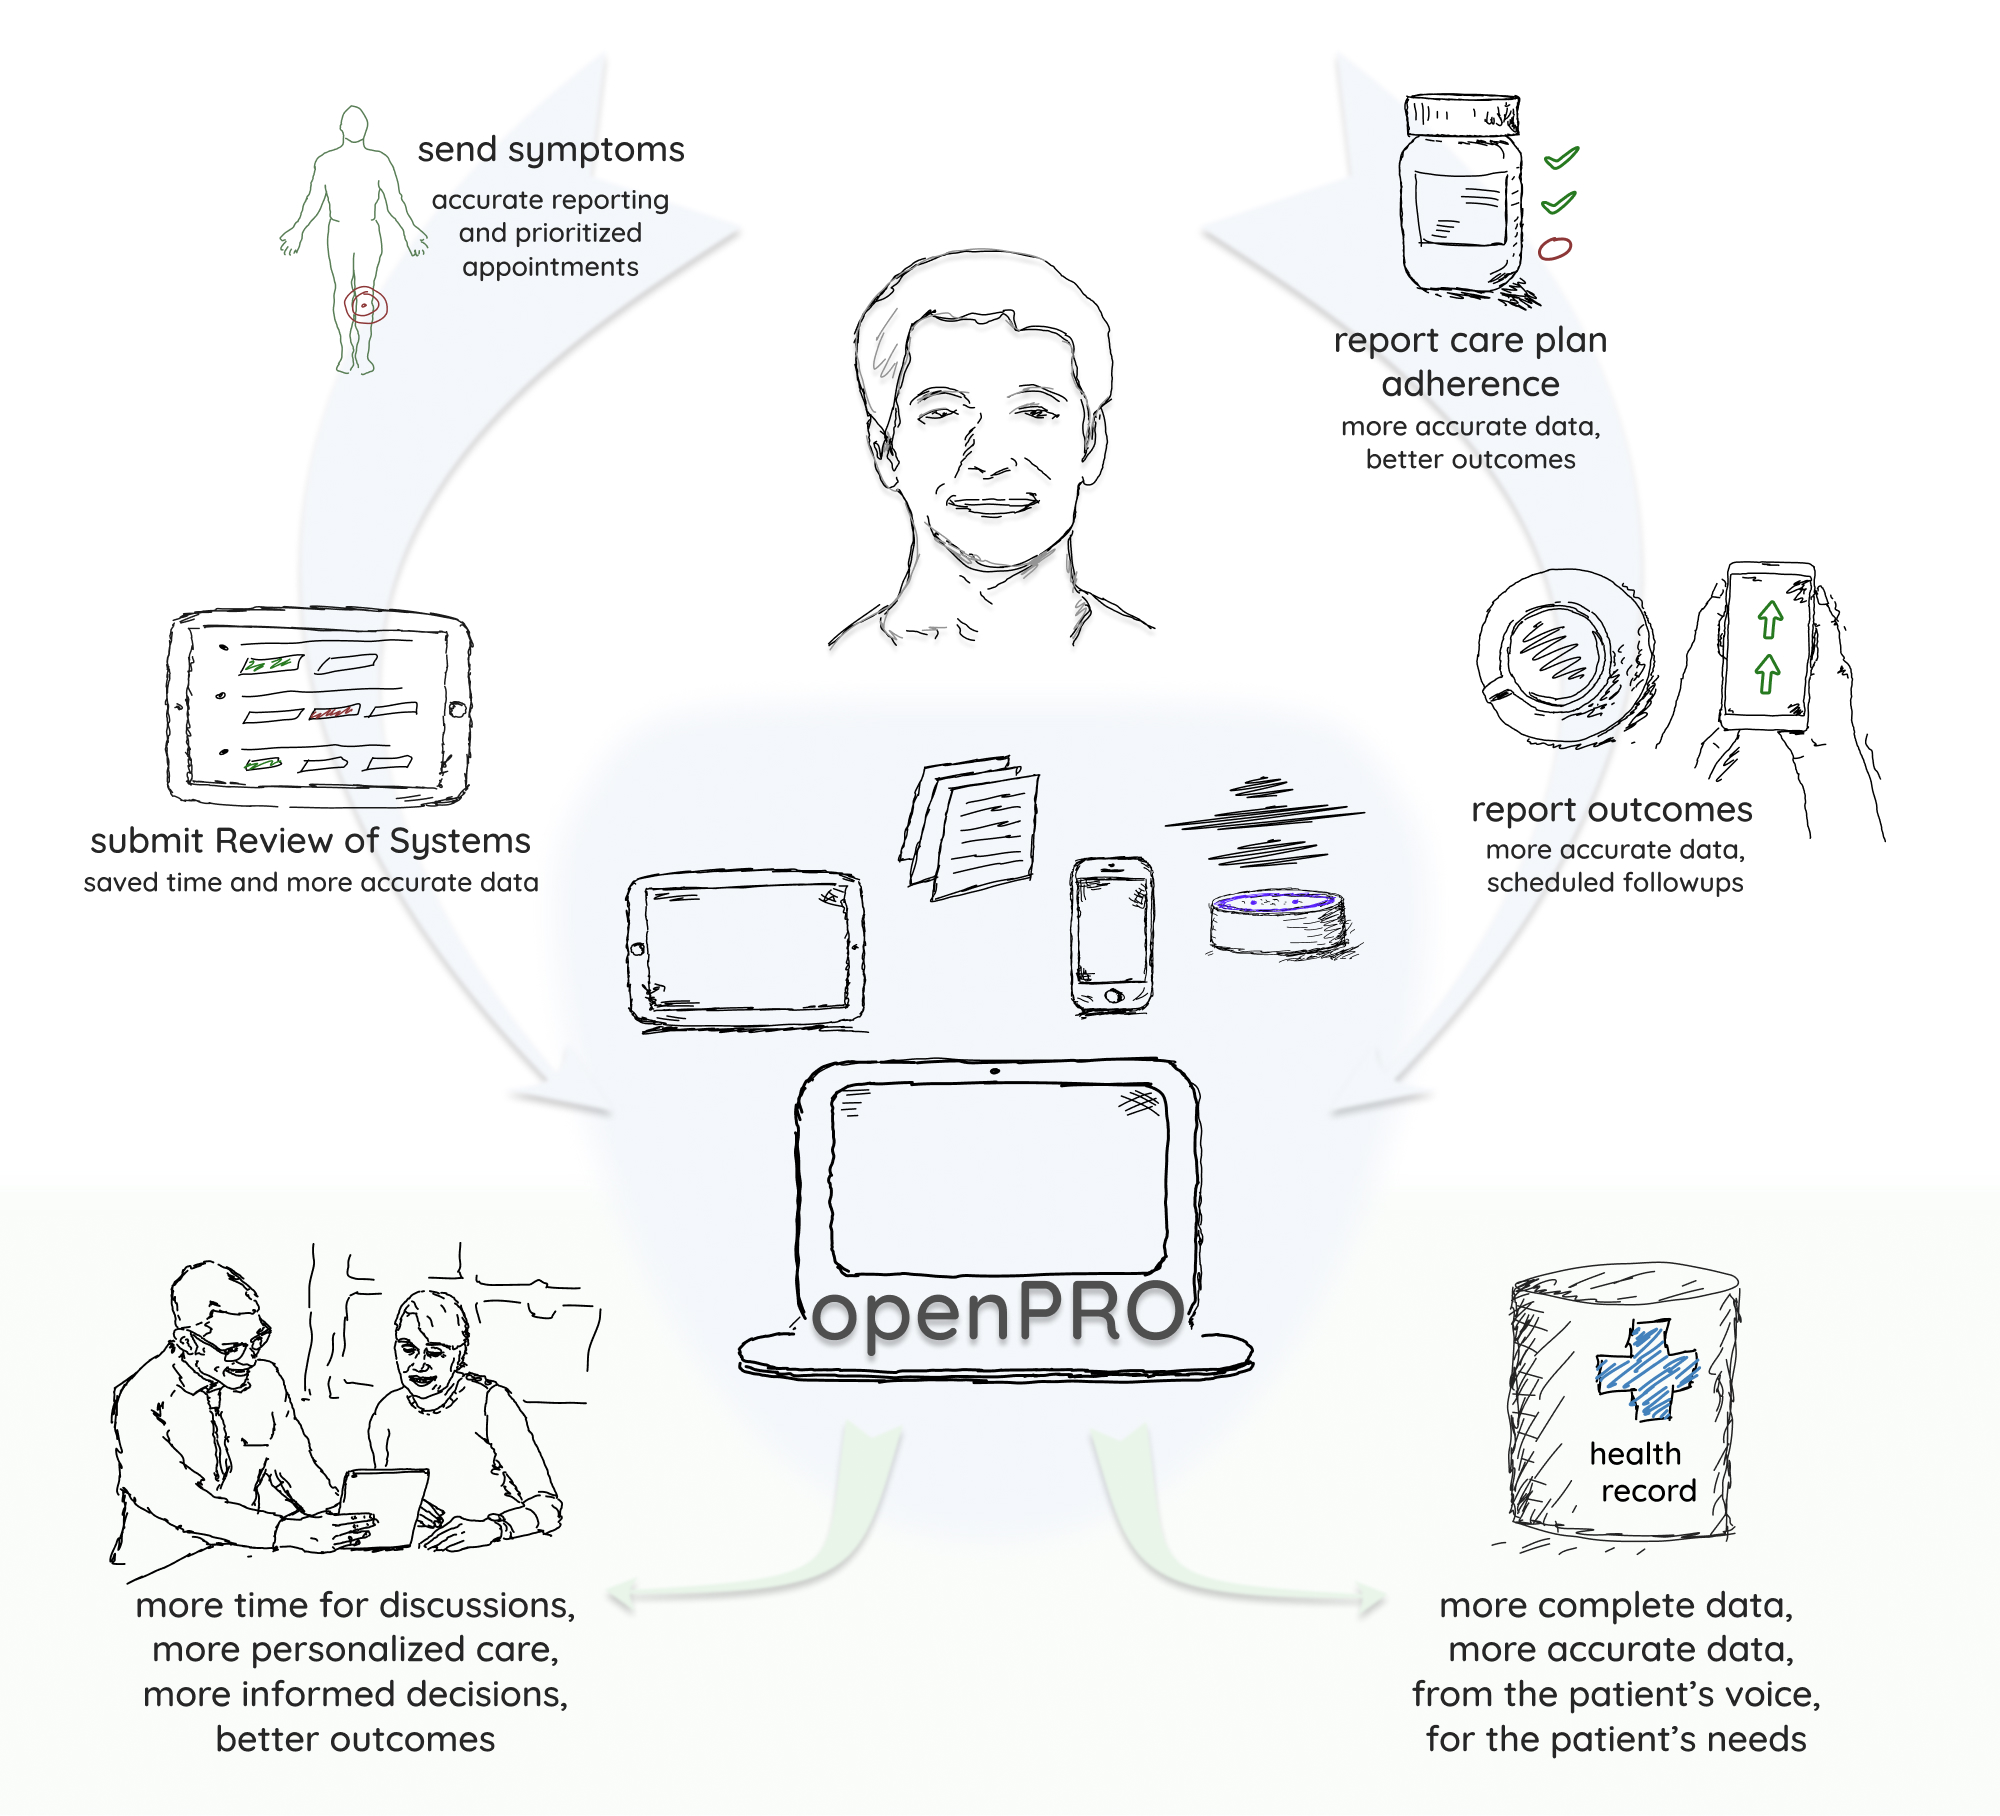 send symptoms
accurate reporting
and prioritized
appointments
report care plan
adherence
more accurate data,
better outcomes
submit Review of Systems
saved time and more accurate data
report outcomes
more accurate data,
scheduled followups
openPRO
health
record
more time for discussions,
more personalized care,
more informed decisions,
better outcomes
more complete data,
more accurate data,
from the patient’s voice,
for the patient’s needs